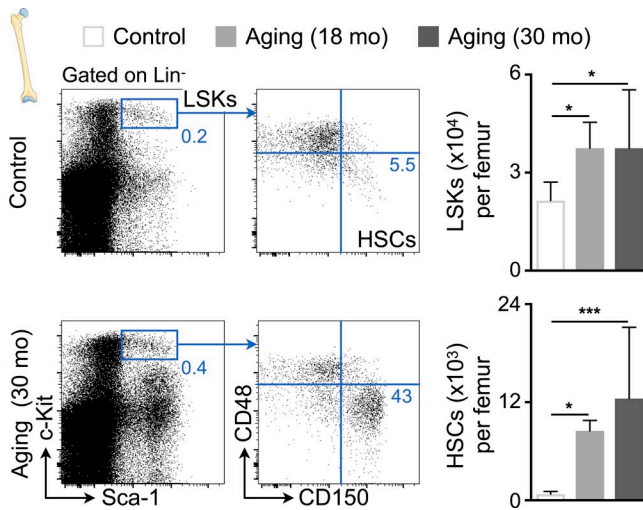 Control Aging (18 mo) Aging (30 mo)
Gated on Lin-
LSKs
0.2
5.5
HSCs
Control
6
3
0
LSKs (x10⁴)
per femur
*
*
0.4
43
Aging (30 mo)
c-Kit
Sca-1
CD48
CD150
24
12
0
HSCs (x10³)
per femur
***
*